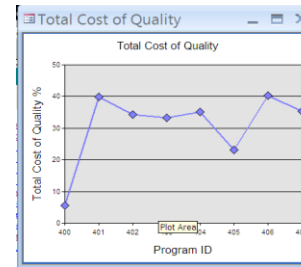 Total Cost of Quality
Total Cost of Quality
Total Cost of Quality %
50
40
30
20
10
0
400 401 402 404 405 406
Plot Area
Program ID